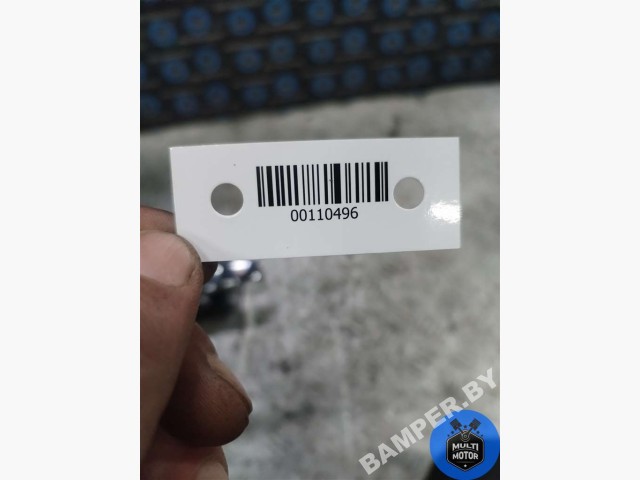 00110496
BAMPER.BY
MULTI
MOTOR